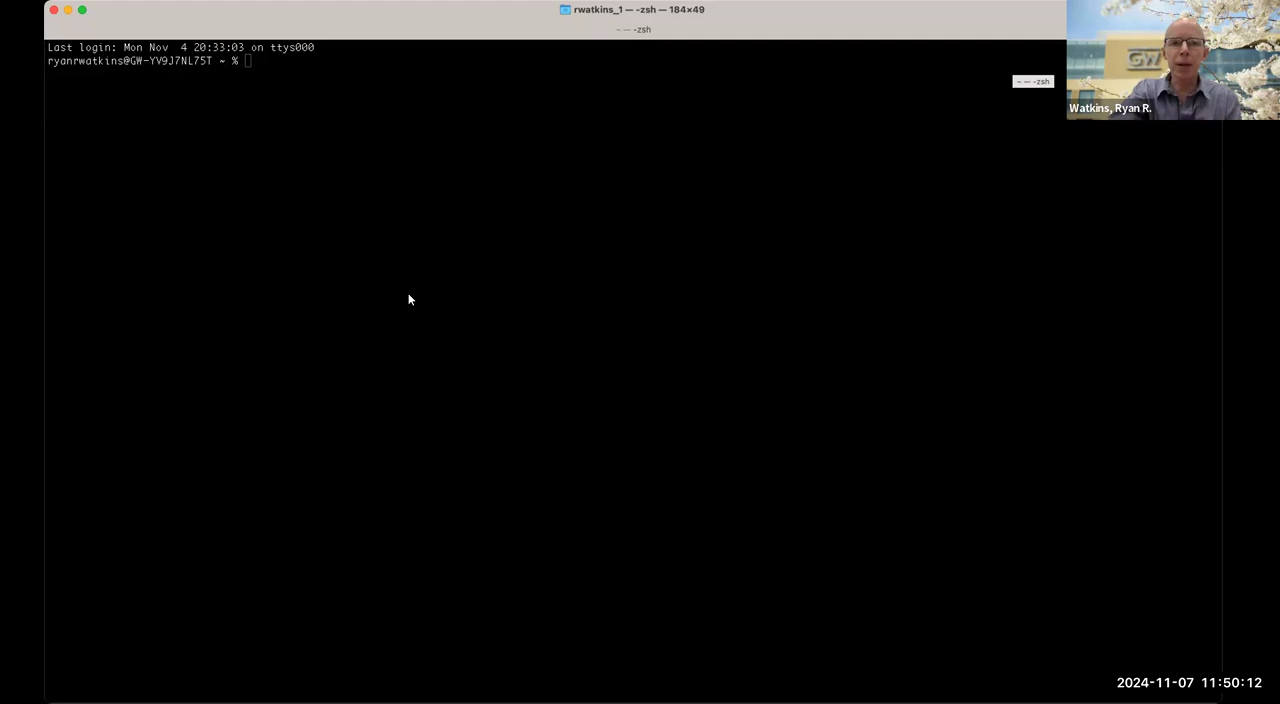 rwatkins_1 — -zsh — 184×49
~ — -zsh
Last login: Mon Nov  4 20:33:03 on ttys000
ryanrwatkins@GW-YV9J7NL75T ~ %
~ — -zsh
GW
Watkins, Ryan R.
2024-11-07 11:50:12